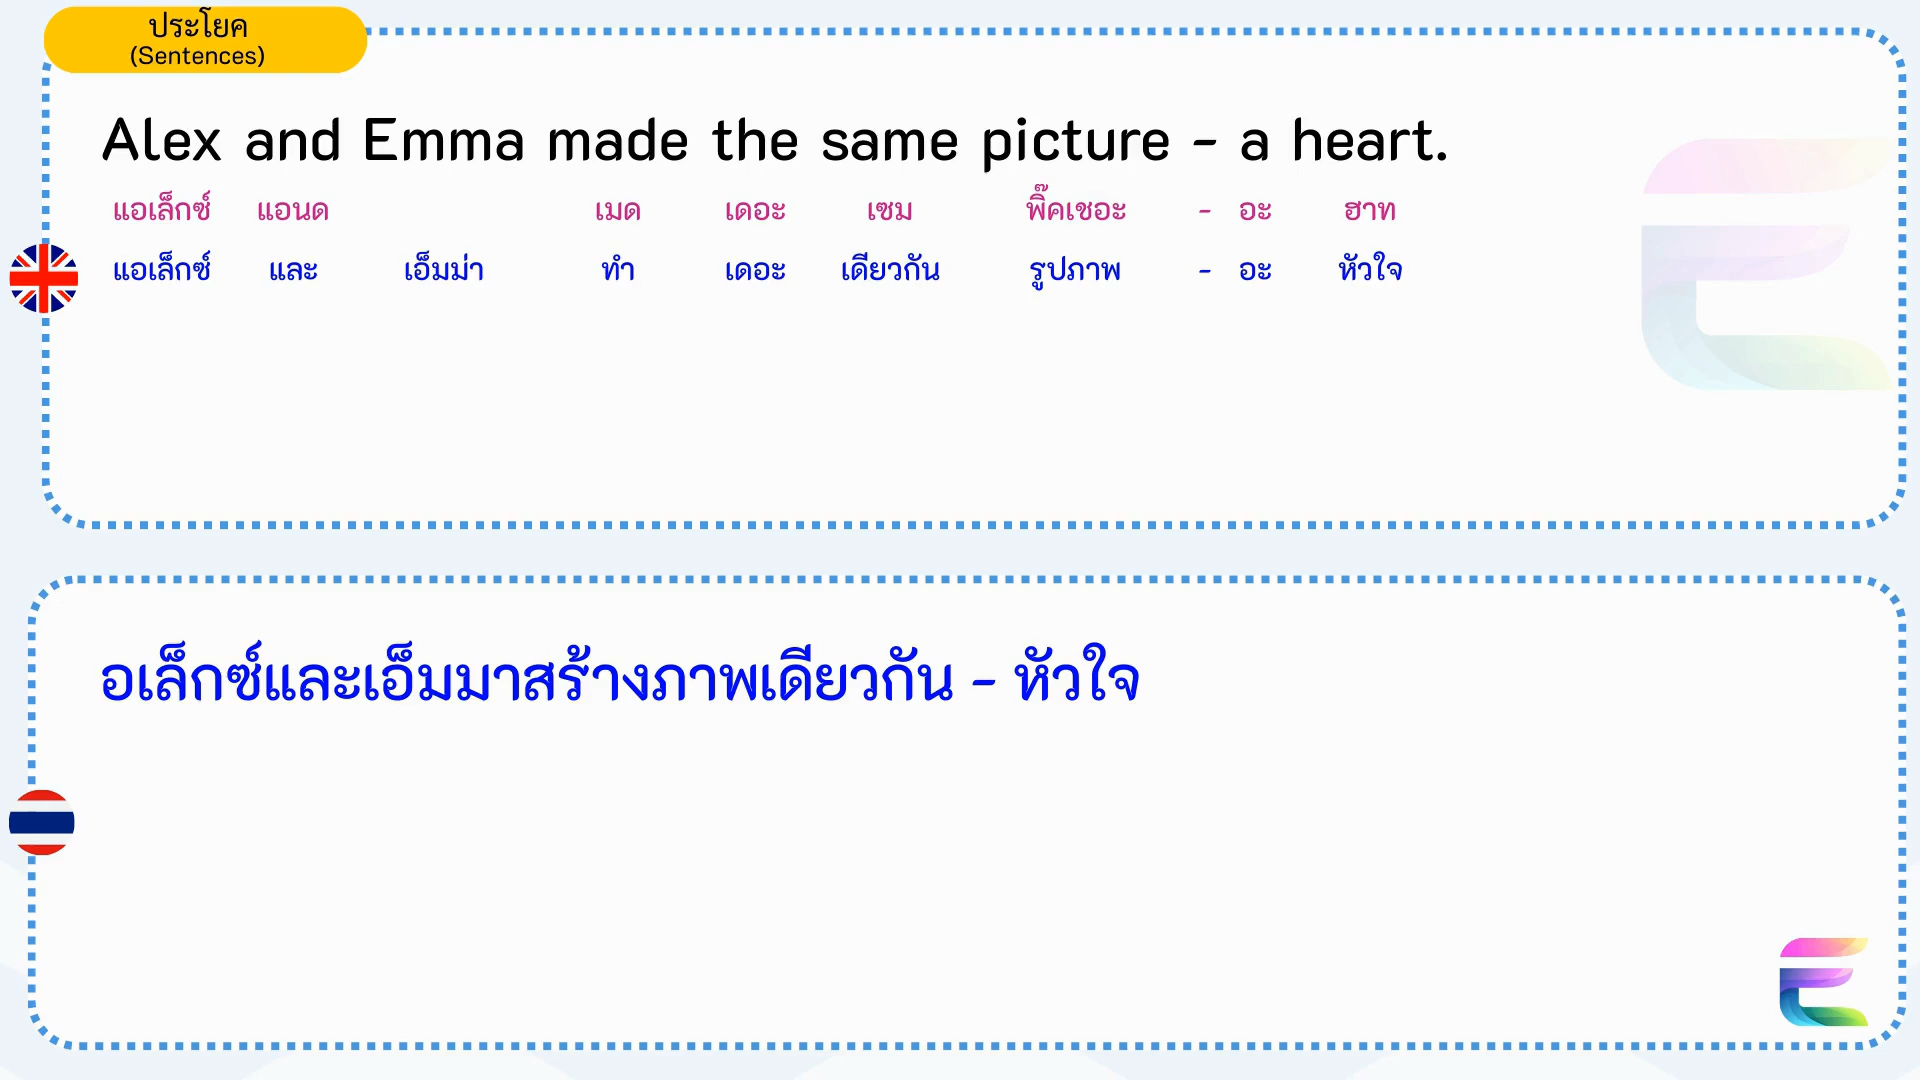 ประโยค
(Sentences)
Alex and Emma made the same picture - a heart.
แอเล็กซ์ แอนด เมด เดอะ เซม พิ๊คเชอะ - อะ ฮาท
แอเล็กซ์ และ เอ็มม่า ทำ เดอะ เดียวกัน รูปภาพ - อะ หัวใจ
อเล็กซ์และเอ็มมาสร้างภาพเดียวกัน - หัวใจ